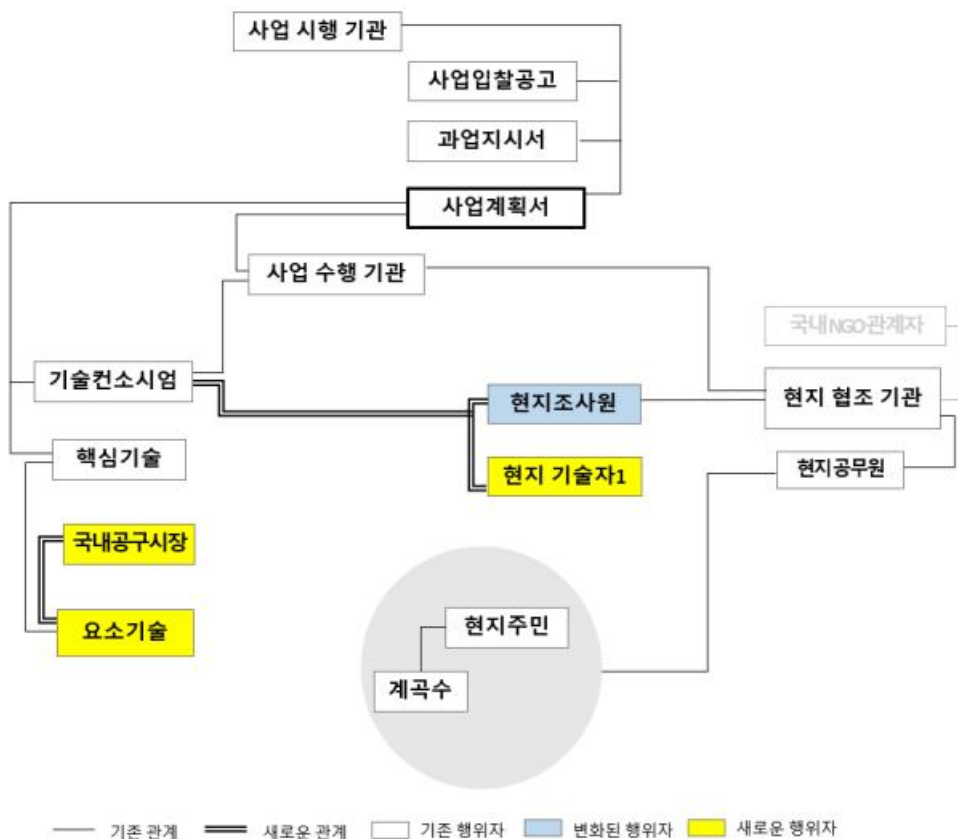 사업 시행 기관
사업입찰공고
과업지시서
사업계획서
사업 수행 기관
국내NGO관계자
기술컨소시엄
현지조사원
현지 협조 기관
핵심기술
현지 기술자1
현지공무원
국내공구시장
요소기술
현지주민
계곡수
기존 관계
새로운 관계
기존 행위자
변화된 행위자
새로운 행위자